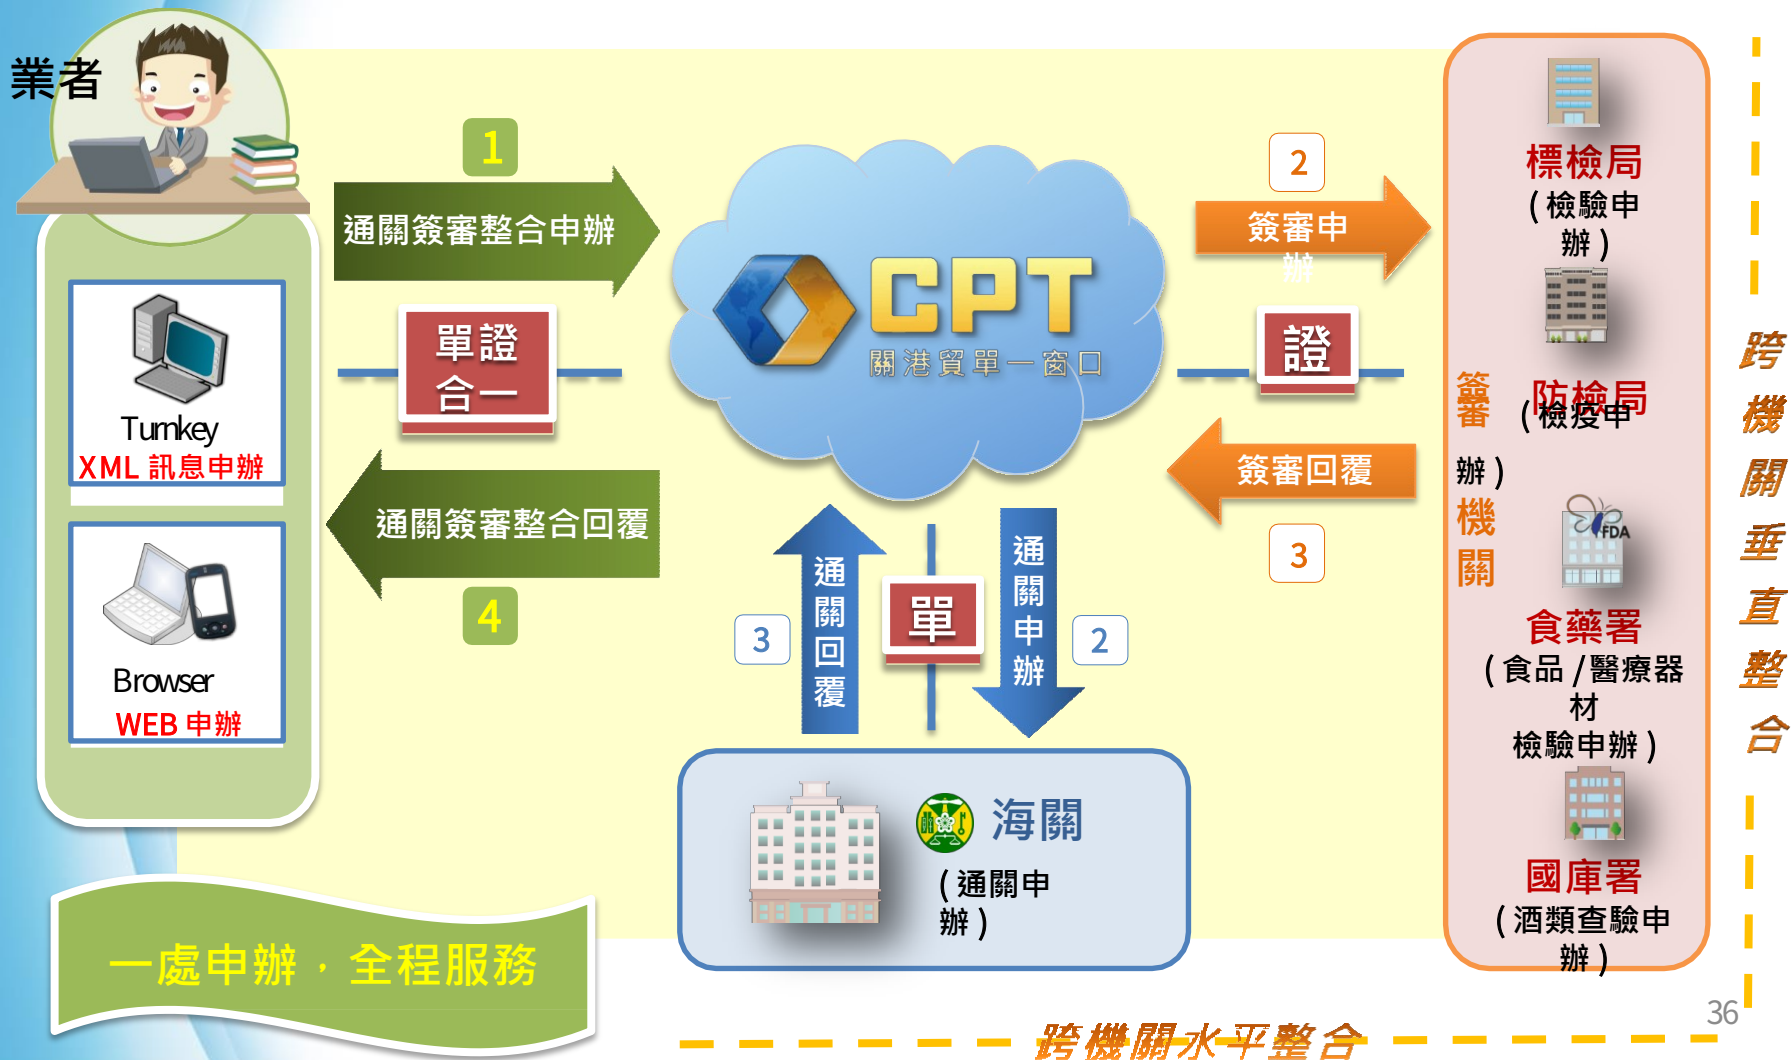 業者
1
通關簽審整合申辦
單證
合一
通關簽審整合回覆
4
Turnkey
XML 訊息申辦
Browser
WEB 申辦
一處申辦，全程服務
CPT
關港貿單一窗口
2
簽審申
辦
證
簽審回覆
3
3
通關回覆
單
通關申辦
2
海關
(通關申
辦)
標檢局
(檢驗申
辦)
簽審
機關
防檢局
(檢疫申
辦)
FDA
食藥署
(食品/醫療器
材
檢驗申辦)
國庫署
(酒類查驗申
辦)
跨機關垂直整合
跨機關水平整合
36